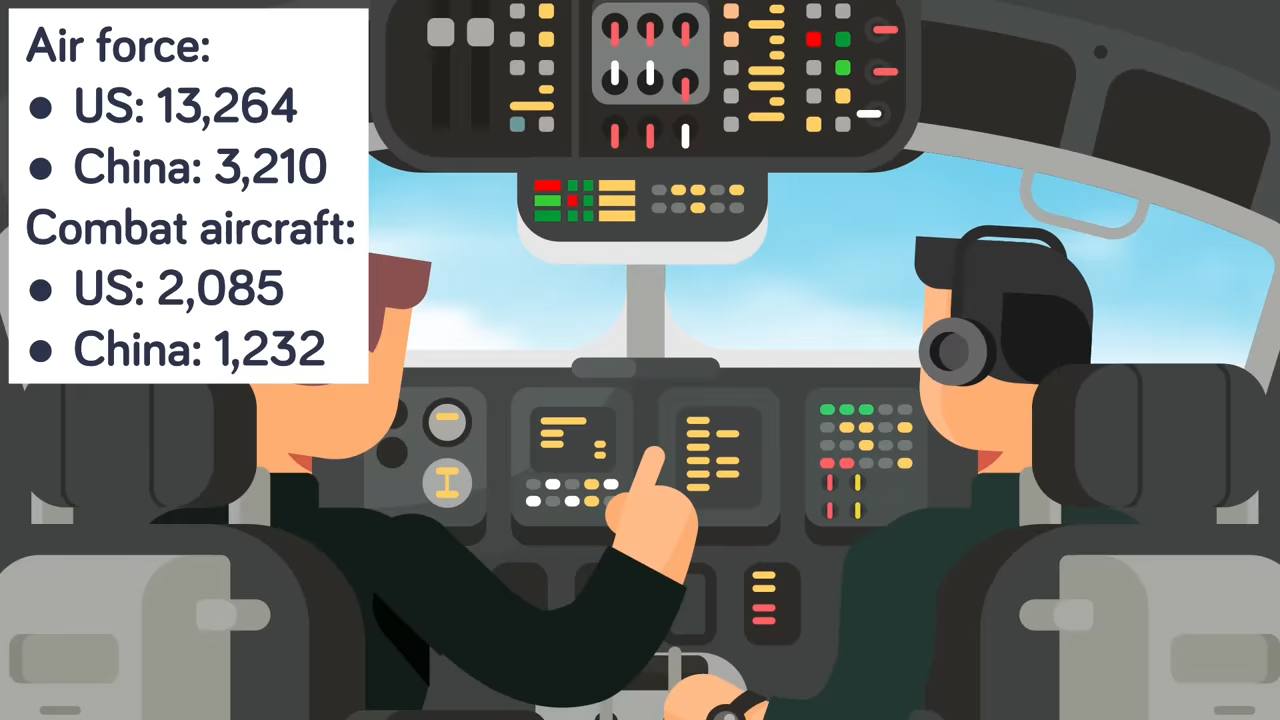 Air force:
● US: 13,264
● China: 3,210
Combat aircraft:
● US: 2,085
● China: 1,232